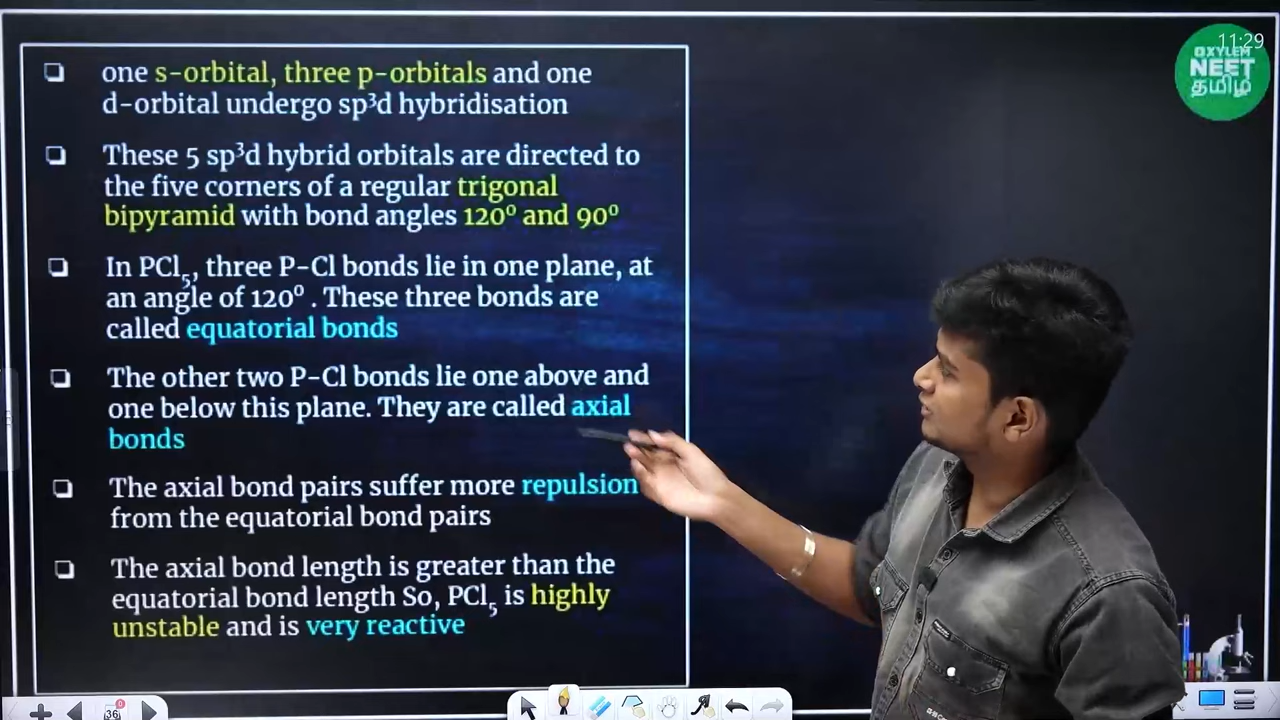 11:29
OXYLEM
NEET
தமிழ்
one s-orbital, three p-orbitals and one
d-orbital undergo sp³d hybridisation
These 5 sp³d hybrid orbitals are directed to
the five corners of a regular trigonal
bipyramid with bond angles 120⁰ and 90⁰
In PCl₅, three P-Cl bonds lie in one plane, at
an angle of 120⁰ . These three bonds are
called equatorial bonds
The other two P-Cl bonds lie one above and
one below this plane. They are called axial
bonds
The axial bond pairs suffer more repulsion
from the equatorial bond pairs
The axial bond length is greater than the
equatorial bond length So, PCl₅ is highly
unstable and is very reactive
36